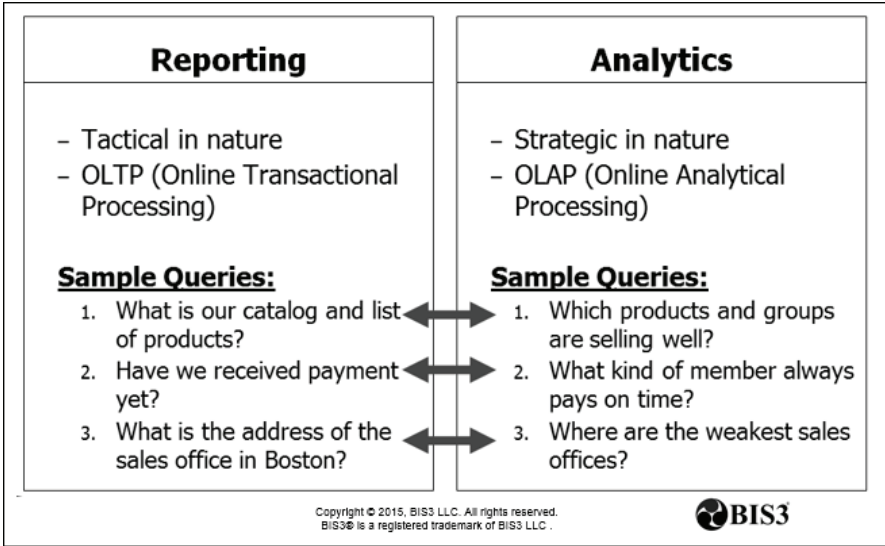 Reporting
– Tactical in nature
– OLTP (Online Transactional
Processing)
Sample Queries:
1. What is our catalog and list
of products?
2. Have we received payment
yet?
3. What is the address of the
sales office in Boston?
Analytics
– Strategic in nature
– OLAP (Online Analytical
Processing)
Sample Queries:
1. Which products and groups
are selling well?
2. What kind of member always
pays on time?
3. Where are the weakest sales
offices?
Copyright © 2015, BIS3 LLC. All rights reserved.
BIS3® is a registered trademark of BIS3 LLC .
BIS3